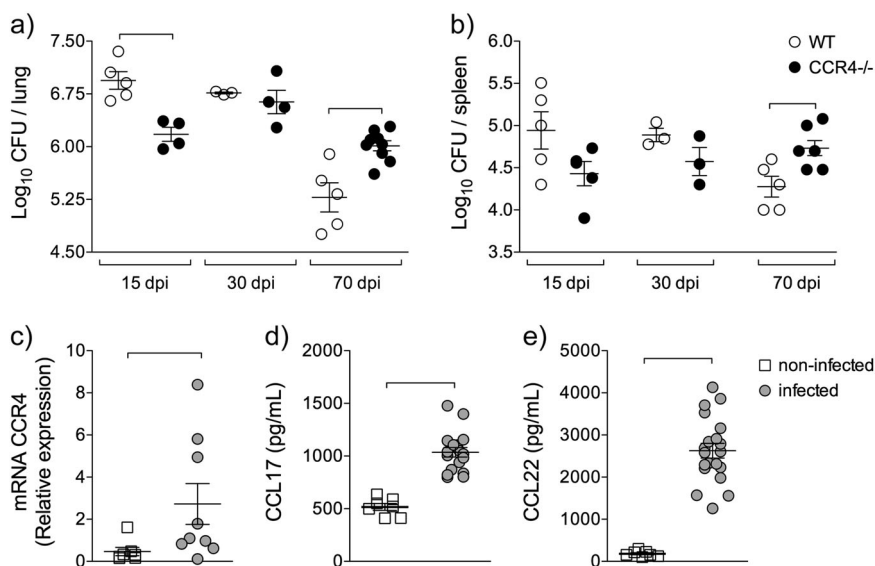 a)
Log10 CFU / lung
7.50
6.75
6.00
5.25
4.50
15 dpi
30 dpi
70 dpi
b)
Log10 CFU / spleen
6.0
5.5
5.0
4.5
4.0
3.5
15 dpi
30 dpi
70 dpi
WT
CCR4-/-
c)
mRNA CCR4
(Relative expression)
10
8
6
4
2
0
d)
CCL17 (pg/mL)
2000
1500
1000
500
0
e)
CCL22 (pg/mL)
5000
4000
3000
2000
1000
0
non-infected
infected